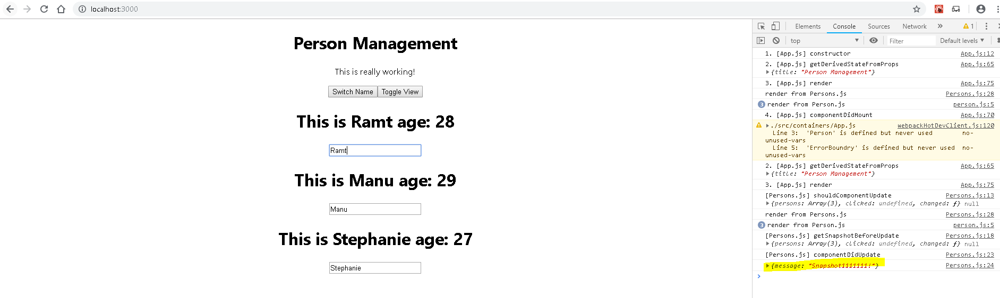 localhost:3000
Person Management
This is really working!
Switch Name Toggle View
This is Ramt age: 28
Ramt
This is Manu age: 29
Manu
This is Stephanie age: 27
Stephanie
Elements Console Sources Network » 1
top Filter Default levels
1. [App.js] constructor App.js:12
2. [App.js] getDerivedStateFromProps App.js:65
{title: "Person Management"}
3. [App.js] render App.js:75
render from Persons.js Persons.js:28
3 render from Person.js person.js:5
4. [App.js] componentDidMount App.js:70
./src/containers/App.js webpackHotDevClient.js:120
Line 3: 'Person' is defined but never used no-
unused-vars
Line 5: 'ErrorBoundry' is defined but never used no-
unused-vars
2. [App.js] getDerivedStateFromProps App.js:65
{title: "Person Management"}
3. [App.js] render App.js:75
[Persons.js] shouldComponentUpdate Persons.js:13
{persons: Array(3), clicked: undefined, changed: ƒ} null
render from Persons.js Persons.js:28
3 render from Person.js person.js:5
[Persons.js] getSnapshotBeforeUpdate Persons.js:18
{persons: Array(3), clicked: undefined, changed: ƒ} null
[Persons.js] componentDidUpdate Persons.js:23
{message: "Snapshot1111111!"} Persons.js:24